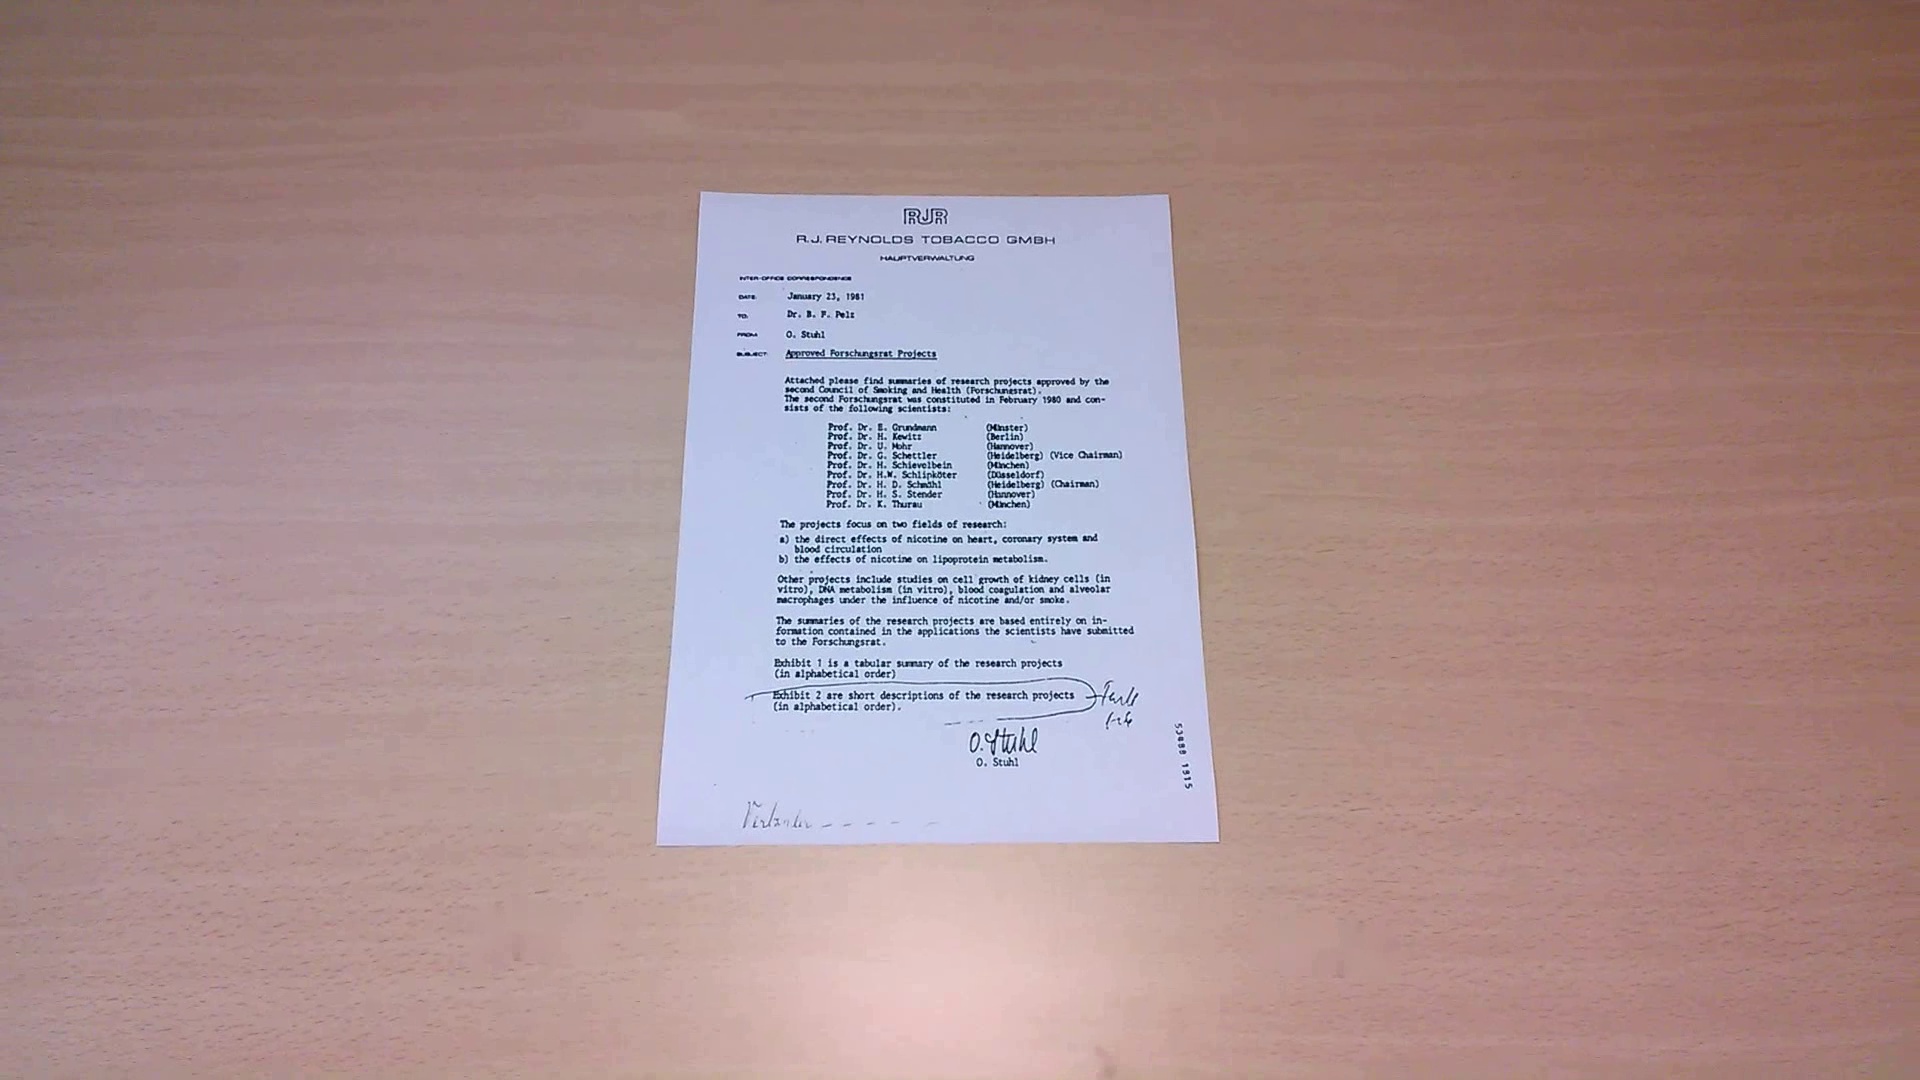 RJR
R.J. REYNOLDS TOBACCO GMBH
HAUPTVERWALTUNG
INTER-OFFICE CORRESPONDENCE
DATE: January 23, 1981
TO: Dr. B. F. Pelz
FROM O. Stuhl
SUBJECT: Approved Forschungsrat Projects
Attached please find summaries of research projects approved by the
second Council of Smoking and Health (Forschungsrat).
The second Forschungsrat was constituted in February 1980 and con-
sists of the following scientists:
Prof. Dr. E. Grundmann (Münster)
Prof. Dr. H. Kewitz (Berlin)
Prof. Dr. U. Mohr (Hannover)
Prof. Dr. G. Schettler (Heidelberg) (Vice Chairman)
Prof. Dr. H. Schievelbein (München)
Prof. Dr. H.W. Schlipköter (Düsseldorf)
Prof. Dr. H. D. Schmähl (Heidelberg) (Chairman)
Prof. Dr. H. S. Stender (Hannover)
Prof. Dr. K. Thurau (München)
The projects focus on two fields of research:
a) the direct effects of nicotine on heart, coronary system and
blood circulation
b) the effects of nicotine on lipoprotein metabolism.
Other projects include studies on cell growth of kidney cells (in
vitro), DNA metabolism (in vitro), blood coagulation and alveolar
macrophages under the influence of nicotine and/or smoke.
The summaries of the research projects are based entirely on in-
formation contained in the applications the scientists have submitted
to the Forschungsrat.
Exhibit 1 is a tabular summary of the research projects
(in alphabetical order)
Exhibit 2 are short descriptions of the research projects
(in alphabetical order).
O. Stuhl
O. Stuhl